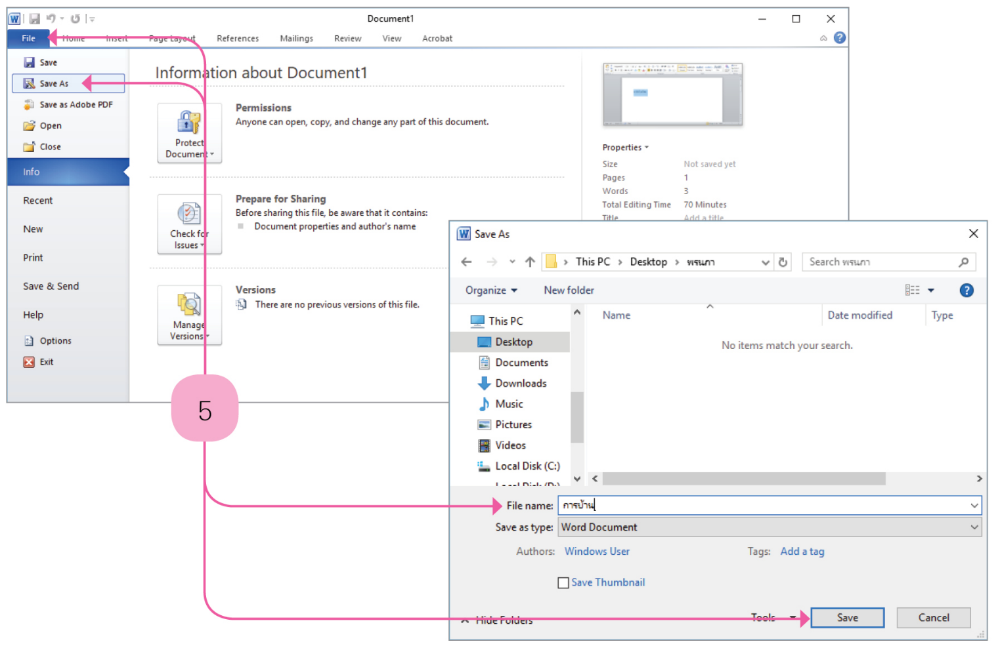 Document1
File Home Insert Page Layout References Mailings Review View Acrobat
Save
Save As
Save as Adobe PDF
Open
Close
Info
Recent
New
Print
Save & Send
Help
Options
Exit
Information about Document1
Protect
Document
Permissions
Anyone can open, copy, and change any part of this document.
Check for
Issues
Prepare for Sharing
Before sharing this file, be aware that it contains:
Document properties and author's name
Manage
Versions
Versions
There are no previous versions of this file.
Properties
Size Not saved yet
Pages 1
Words 3
Total Editing Time 70 Minutes
Title Add a title
5
Save As
This PC > Desktop > พรนภา
Search พรนภา
Organize New folder
This PC
Desktop
Documents
Downloads
Music
Pictures
Videos
Local Disk (C:)
Local Disk (D:)
Name Date modified Type
No items match your search.
File name: การบ้าน
Save as type: Word Document
Authors: Windows User Tags: Add a tag
Save Thumbnail
Hide Folders Tools Save Cancel